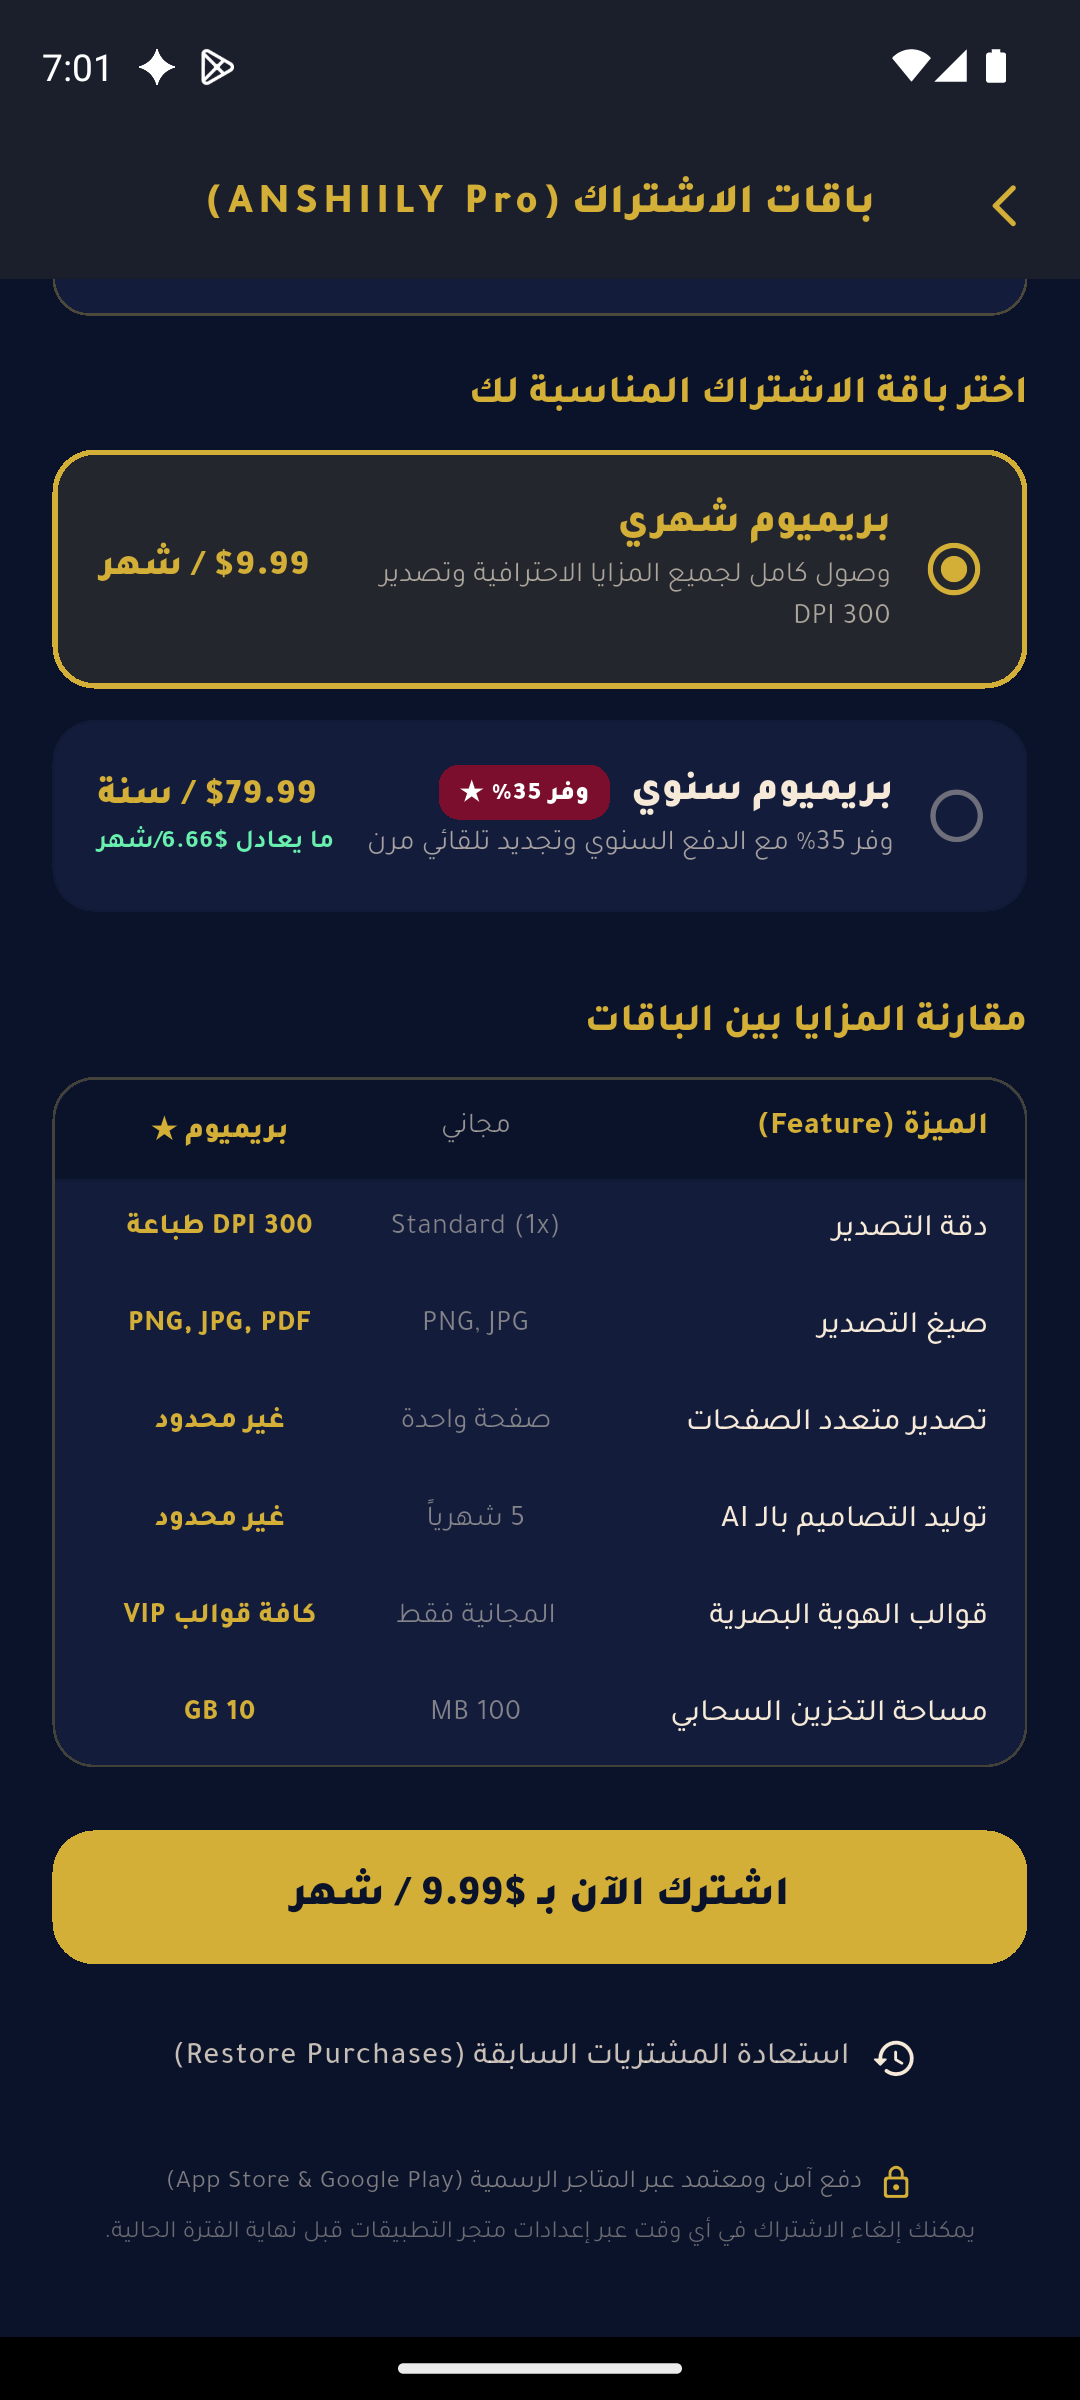 7:01
باقات الاشتراك (ANSHIILY Pro)
اختر باقة الاشتراك المناسبة لك
بريميوم شهري
وصول كامل لجميع المزايا الاحترافية وتصدير
300 DPI
$9.99 / شهر
بريميوم سنوي
وفر 35% ★
وفر 35% مع الدفع السنوي وتجديد تلقائي مرن
$79.99 / سنة
ما يعادل $6.66/شهر
مقارنة المزايا بين الباقات
الميزة (Feature) مجاني بريميوم ★
دقة التصدير Standard (1x) 300 DPI طباعة
صيغ التصدير PNG, JPG PNG, JPG, PDF
تصدير متعدد الصفحات صفحة واحدة غير محدود
توليد التصاميم بالـ AI 5 شهرياً غير محدود
قوالب الهوية البصرية المجانية فقط كافة قوالب VIP
مساحة التخزين السحابي 100 MB 10 GB
اشترك الآن بـ $9.99 / شهر
استعادة المشتريات السابقة (Restore Purchases)
دفع آمن ومعتمد عبر المتاجر الرسمية (App Store & Google Play)
يمكنك إلغاء الاشتراك في أي وقت عبر إعدادات متجر التطبيقات قبل نهاية الفترة الحالية.